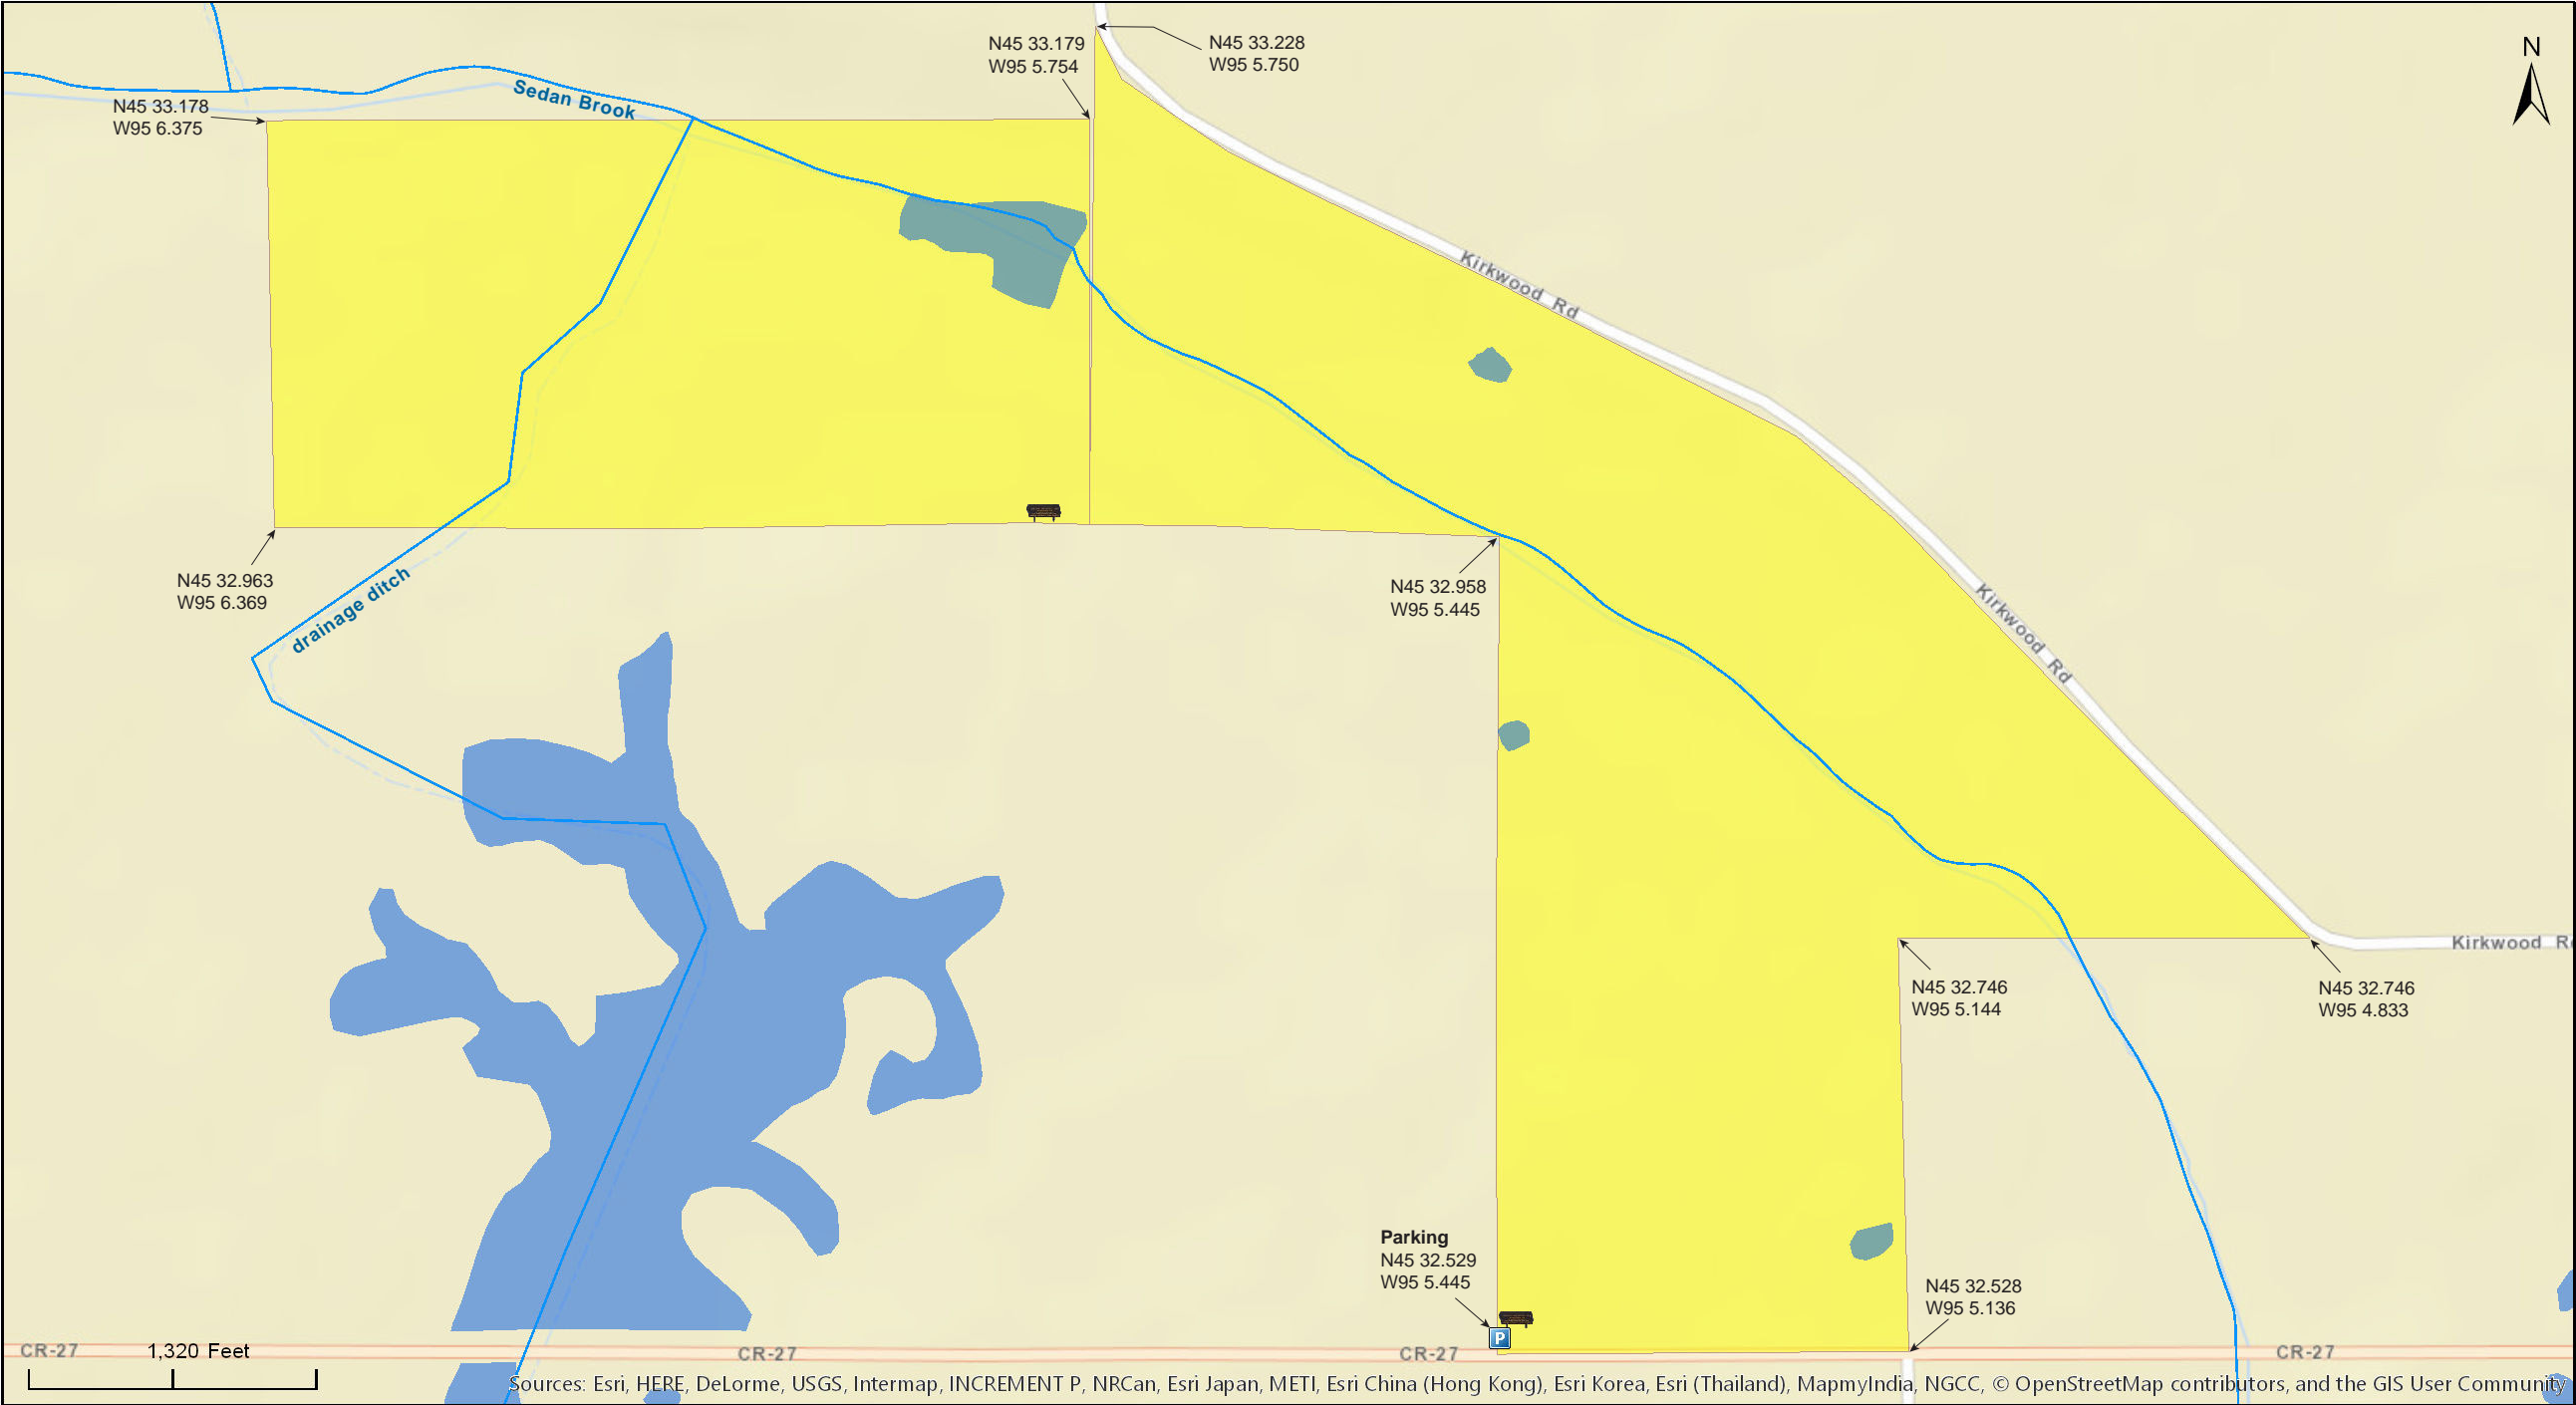 N45 33.179
W95 5.754
N45 33.228
W95 5.750
N
Sedan Brook
N45 33.178
W95 6.375
Kirkwood Rd
N45 32.963
W95 6.369
drainage ditch
N45 32.958
W95 5.445
Kirkwood Rd
Kirkwood R
N45 32.746
W95 5.144
N45 32.746
W95 4.833
Parking
N45 32.529
W95 5.445
P
N45 32.528
W95 5.136
CR-27
1,320 Feet
CR-27
CR-27
CR-27
Sources: Esri, HERE, DeLorme, USGS, Intermap, INCREMENT P, NRCan, Esri Japan, METI, Esri China (Hong Kong), Esri Korea, Esri (Thailand), MapmyIndia, NGCC, © OpenStreetMap contributors, and the GIS User Community